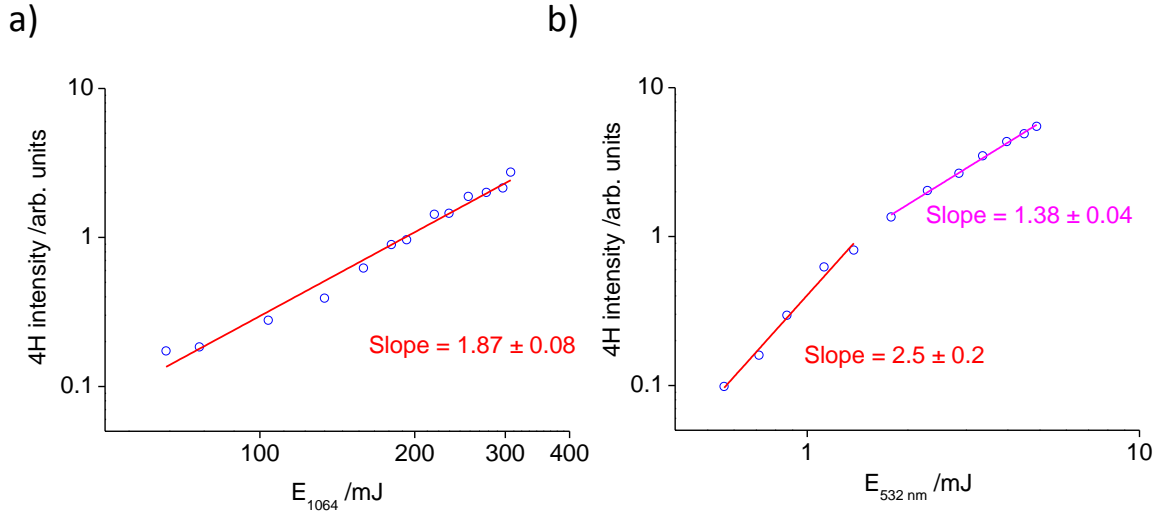 a)
10
1
0.1
4H intensity /arb. units
Slope = 1.87 ± 0.08
100
200
300
400
E1064 /mJ
b)
10
1
0.1
4H intensity /arb. units
Slope = 1.38 ± 0.04
Slope = 2.5 ± 0.2
1
10
E532 nm /mJ